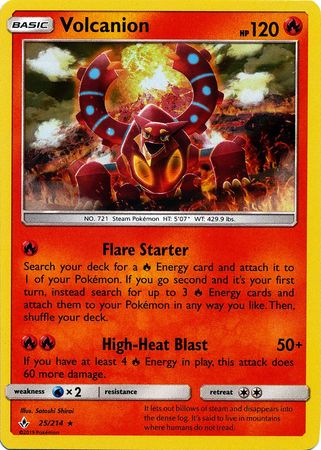 BASIC Volcanion HP 120
NO. 721 Steam Pokémon HT: 5'07" WT: 429.9 lbs.
Flare Starter
Search your deck for a Energy card and attach it to
1 of your Pokémon. If you go second and it's your first
turn, instead search for up to 3 Energy cards and
attach them to your Pokémon in any way you like. Then,
shuffle your deck.
High-Heat Blast 50+
If you have at least 4 Energy in play, this attack does
60 more damage.
weakness ×2 resistance retreat
Illus. Satoshi Shirai
25/214 ★
©2019 Pokémon
It lets out billows of steam and disappears
into the dense fog. It's said to live in mountains
where humans do not tread.